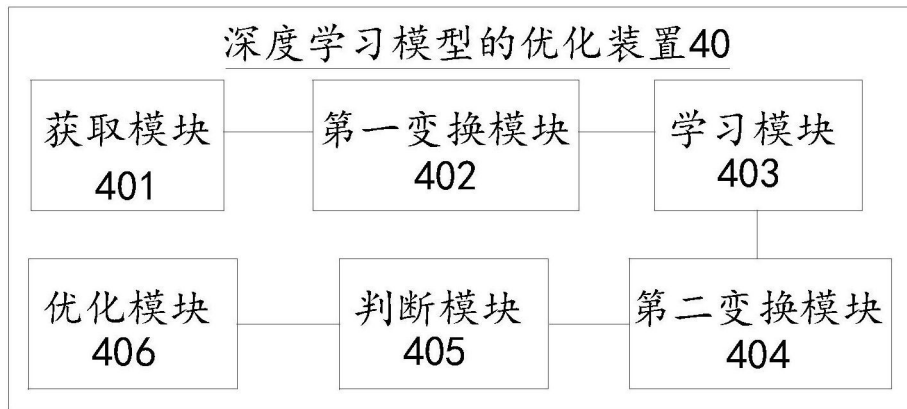 深度学习模型的优化装置40
获取模块
401
第一变换模块
402
学习模块
403
优化模块
406
判断模块
405
第二变换模块
404